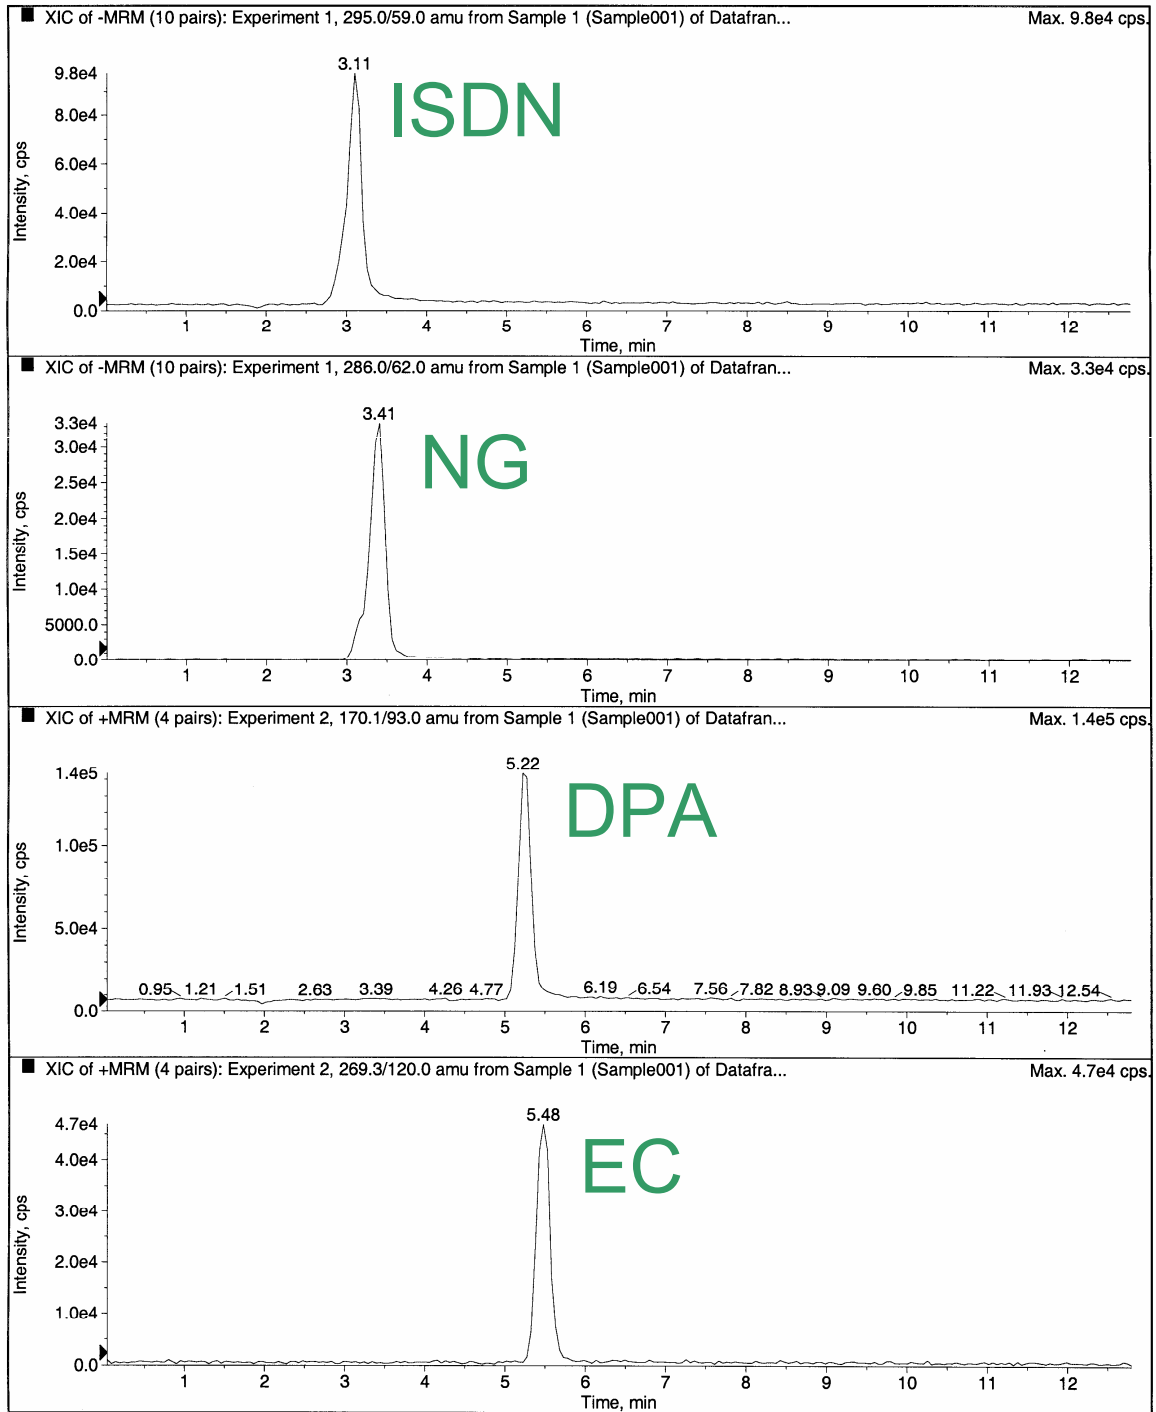 XIC of -MRM (10 pairs): Experiment 1, 295.0/59.0 amu from Sample 1 (Sample001) of Datafran... Max. 9.8e4 cps.
3.11
ISDN
9.8e4
8.0e4
6.0e4
4.0e4
2.0e4
0.0
Intensity, cps
1 2 3 4 5 6 7 8 9 10 11 12
Time, min
XIC of -MRM (10 pairs): Experiment 1, 286.0/62.0 amu from Sample 1 (Sample001) of Datafran... Max. 3.3e4 cps.
3.41
NG
3.3e4
3.0e4
2.5e4
2.0e4
1.5e4
1.0e4
5000.0
0.0
Intensity, cps
1 2 3 4 5 6 7 8 9 10 11 12
Time, min
XIC of +MRM (4 pairs): Experiment 2, 170.1/93.0 amu from Sample 1 (Sample001) of Datafran... Max. 1.4e5 cps.
5.22
DPA
1.4e5
1.0e5
5.0e4
0.0
Intensity, cps
0.95 1.21 1.51 2.63 3.39 4.26 4.77 6.19 6.54 7.56 7.82 8.93 9.09 9.60 9.85 11.22 11.93 12.54
1 2 3 4 5 6 7 8 9 10 11 12
Time, min
XIC of +MRM (4 pairs): Experiment 2, 269.3/120.0 amu from Sample 1 (Sample001) of Datafra... Max. 4.7e4 cps.
5.48
EC
4.7e4
4.0e4
3.0e4
2.0e4
1.0e4
0.0
Intensity, cps
1 2 3 4 5 6 7 8 9 10 11 12
Time, min